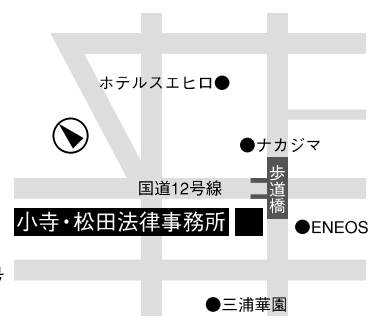 ホテルスエヒロ
ナカジマ
歩道橋
国道12号線
小寺・松田法律事務所
ENEOS
号
三浦華園